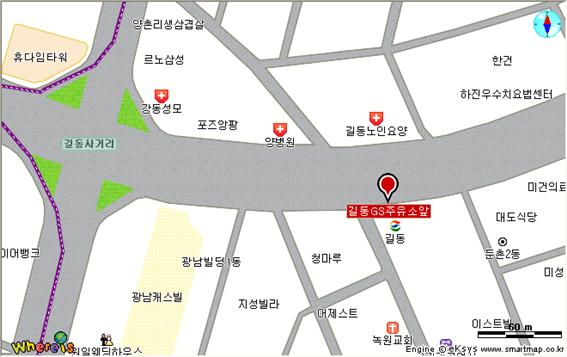 양촌리생삼겹살
휴다임타워
르노삼성
한건
하진우수치요법센터
강동성모
포즈앙팡
양병원
길동노인요양
길동사거리
미건의료
길동GS주유소앞
길동
대도식당
둔촌2동
이어뱅크
광남빌딩1동
청마루
미성
광남캐스빌
지성빌라
어제스트
이스트빌
60 m
녹원교회
Where is
Engine ⓒ eKSYS www.smartmap.co.kr